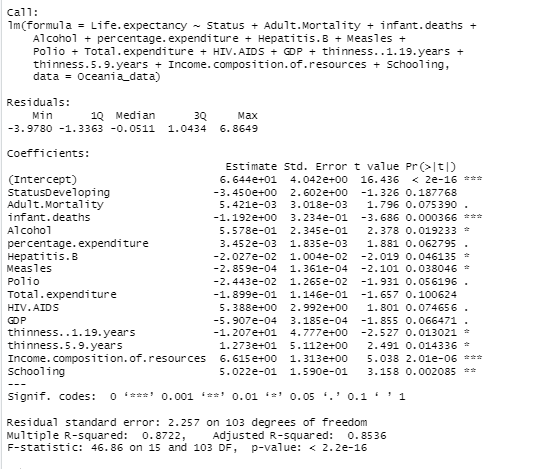 Call:
lm(formula = Life.expectancy ~ Status + Adult.Mortality + infant.deaths +
Alcohol + percentage.expenditure + Hepatitis.B + Measles +
Polio + Total.expenditure + HIV.AIDS + GDP + thinness..1.19.years +
thinness.5.9.years + Income.composition.of.resources + Schooling,
data = Oceania_data)
Residuals:
Min 1Q Median 3Q Max
-3.9780 -1.3363 -0.0511 1.0434 6.8649
Coefficients:
Estimate Std. Error t value Pr(>|t|)
(Intercept) 6.644e+01 4.042e+00 16.436 < 2e-16 ***
StatusDeveloping -3.450e+00 2.602e+00 -1.326 0.187768
Adult.Mortality 5.421e-03 3.018e-03 1.796 0.075390 .
infant.deaths -1.192e+00 3.234e-01 -3.686 0.000366 ***
Alcohol 5.578e-01 2.345e-01 2.378 0.019233 *
percentage.expenditure 3.452e-03 1.835e-03 1.881 0.062795 .
Hepatitis.B -2.027e-02 1.004e-02 -2.019 0.046135 *
Measles -2.859e-04 1.361e-04 -2.101 0.038046 *
Polio -2.443e-02 1.265e-02 -1.931 0.056196 .
Total.expenditure -1.899e-01 1.146e-01 -1.657 0.100624
HIV.AIDS 5.388e+00 2.992e+00 1.801 0.074656 .
GDP -5.907e-04 3.185e-04 -1.855 0.066471 .
thinness..1.19.years -1.207e+01 4.777e+00 -2.527 0.013021 *
thinness.5.9.years 1.273e+01 5.112e+00 2.491 0.014336 *
Income.composition.of.resources 6.615e+00 1.313e+00 5.038 2.01e-06 ***
Schooling 5.022e-01 1.590e-01 3.158 0.002085 **
---
Signif. codes: 0 ‘***’ 0.001 ‘**’ 0.01 ‘*’ 0.05 ‘.’ 0.1 ‘ ’ 1
Residual standard error: 2.257 on 103 degrees of freedom
Multiple R-squared: 0.8722, Adjusted R-squared: 0.8536
F-statistic: 46.86 on 15 and 103 DF, p-value: < 2.2e-16